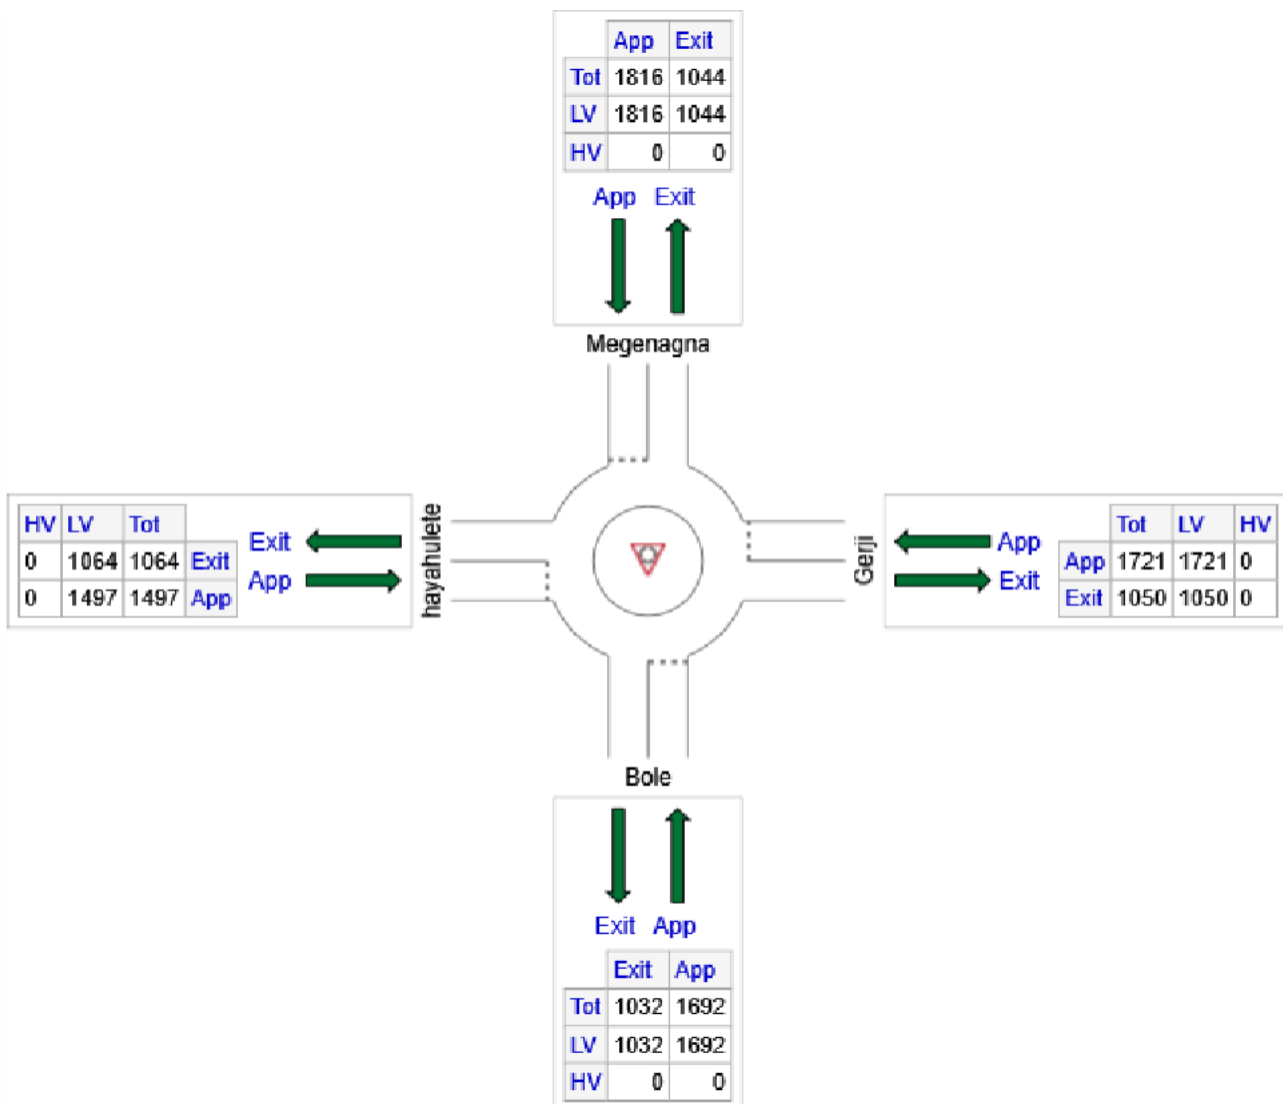 App Exit
Tot 1816 1044
LV 1816 1044
HV 0 0
App Exit
Megenagna
HV LV Tot
0 1064 1064 Exit
0 1497 1497 App
Exit
App
hayahulete
Gerji
App
Exit
Tot LV HV
App 1721 1721 0
Exit 1050 1050 0
Bole
Exit App
Exit App
Tot 1032 1692
LV 1032 1692
HV 0 0